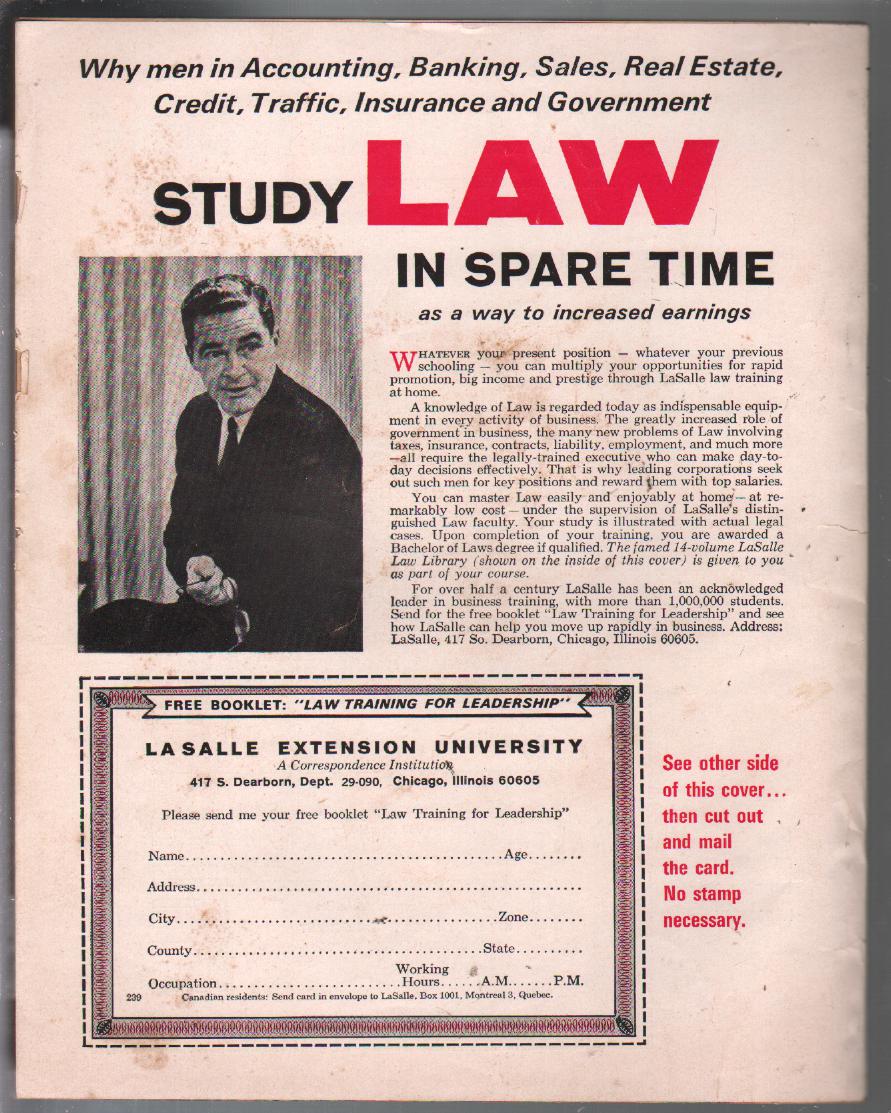 Why men in Accounting, Banking, Sales, Real Estate,
Credit, Traffic, Insurance and Government
STUDY LAW
IN SPARE TIME
as a way to increased earnings
WHATEVER your present position — whatever your previous
schooling — you can multiply your opportunities for rapid
promotion, big income and prestige through LaSalle law training
at home.
A knowledge of Law is regarded today as indispensable equip-
ment in every activity of business. The greatly increased role of
government in business, the many new problems of Law involving
taxes, insurance, contracts, liability, employment, and much more
—all require the legally-trained executive who can make day-to-
day decisions effectively. That is why leading corporations seek
out such men for key positions and reward them with top salaries.
You can master Law easily and enjoyably at home — at re-
markably low cost — under the supervision of LaSalle's distin-
guished Law faculty. Your study is illustrated with actual legal
cases. Upon completion of your training, you are awarded a
Bachelor of Laws degree if qualified. The famed 14-volume LaSalle
Law Library (shown on the inside of this cover) is given to you
as part of your course.
For over half a century LaSalle has been an acknowledged
leader in business training, with more than 1,000,000 students.
Send for the free booklet "Law Training for Leadership" and see
how LaSalle can help you move up rapidly in business. Address:
LaSalle, 417 So. Dearborn, Chicago, Illinois 60605.
FREE BOOKLET: "LAW TRAINING FOR LEADERSHIP"
LA SALLE EXTENSION UNIVERSITY
A Correspondence Institution
417 S. Dearborn, Dept. 29-090, Chicago, Illinois 60605
Please send me your free booklet "Law Training for Leadership"
Name.............................................Age........
Address.........................................................
City...............................................Zone........
County...........................................State..........
Working
Occupation..........................Hours......A.M.......P.M.
239 Canadian residents: Send card in envelope to LaSalle, Box 1001, Montreal 3, Quebec.
See other side
of this cover...
then cut out
and mail
the card.
No stamp
necessary.